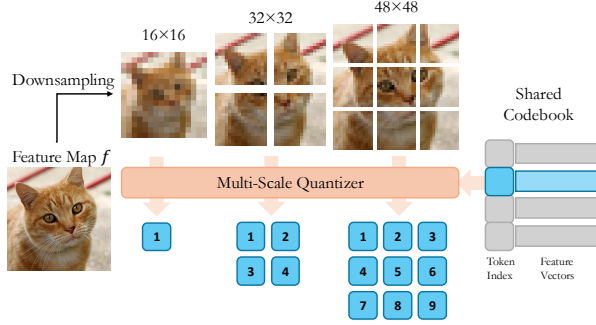 16×16
32×32
48×48
Downsampling
Shared
Codebook
Feature Map f
Multi-Scale Quantizer
1
1 2
3 4
1 2 3
4 5 6
7 8 9
Token
Index
Feature
Vectors